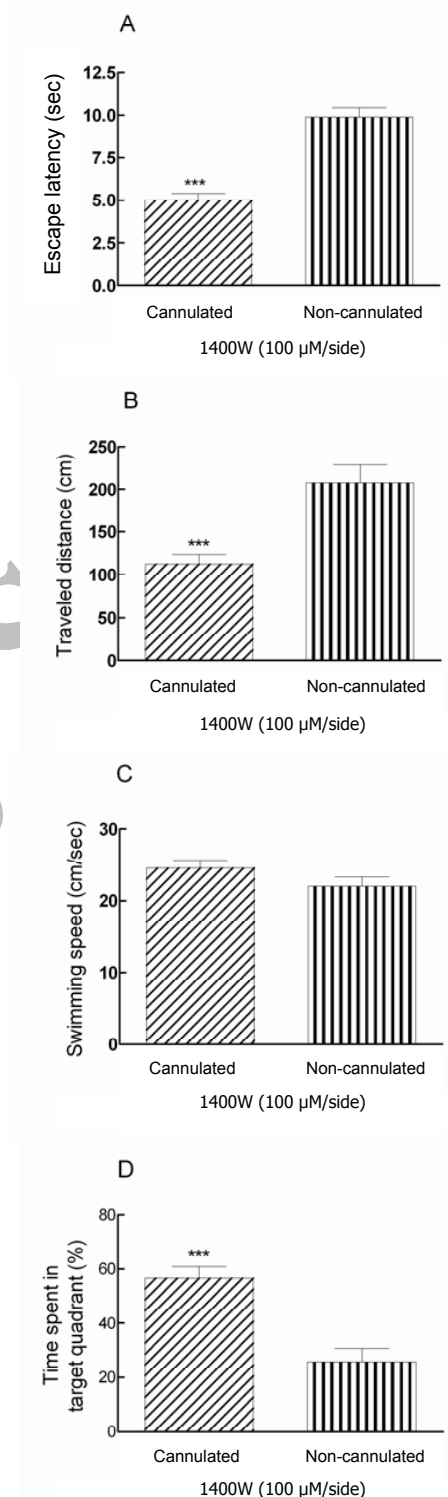 A
Escape latency (sec)
12.5
10.0
7.5
5.0
2.5
0.0
***
Cannulated Non-cannulated
1400W (100 µM/side)
B
Traveled distance (cm)
250
200
150
100
50
0
***
Cannulated Non-cannulated
1400W (100 µM/side)
C
Swimming speed (cm/sec)
30
20
10
0
Cannulated Non-cannulated
1400W (100 µM/side)
D
Time spent in
target quadrant (%)
80
60
40
20
0
***
Cannulated Non-cannulated
1400W (100 µM/side)